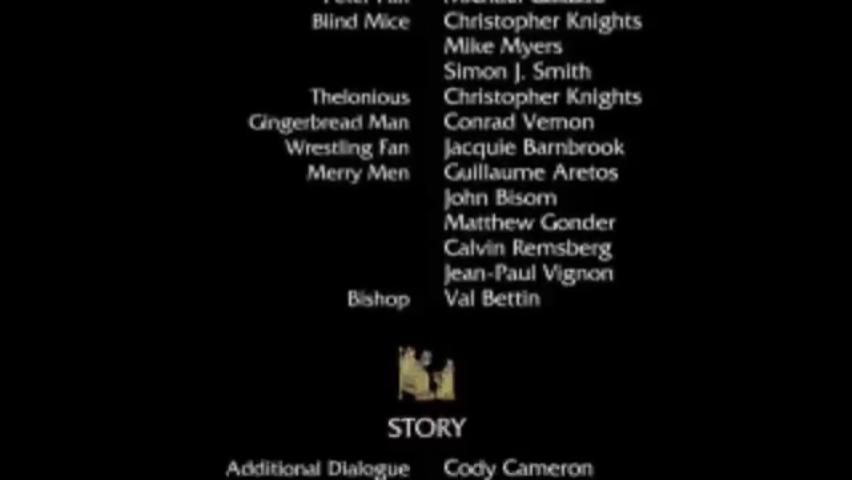 Blind Mice Christopher Knights
Mike Myers
Simon J. Smith
Thelonious Christopher Knights
Gingerbread Man Conrad Vernon
Wrestling Fan Jacquie Barnbrook
Merry Men Guillaume Aretos
John Bisom
Matthew Gonder
Calvin Remsberg
Jean-Paul Vignon
Bishop Val Bettin
STORY
Additional Dialogue Cody Cameron